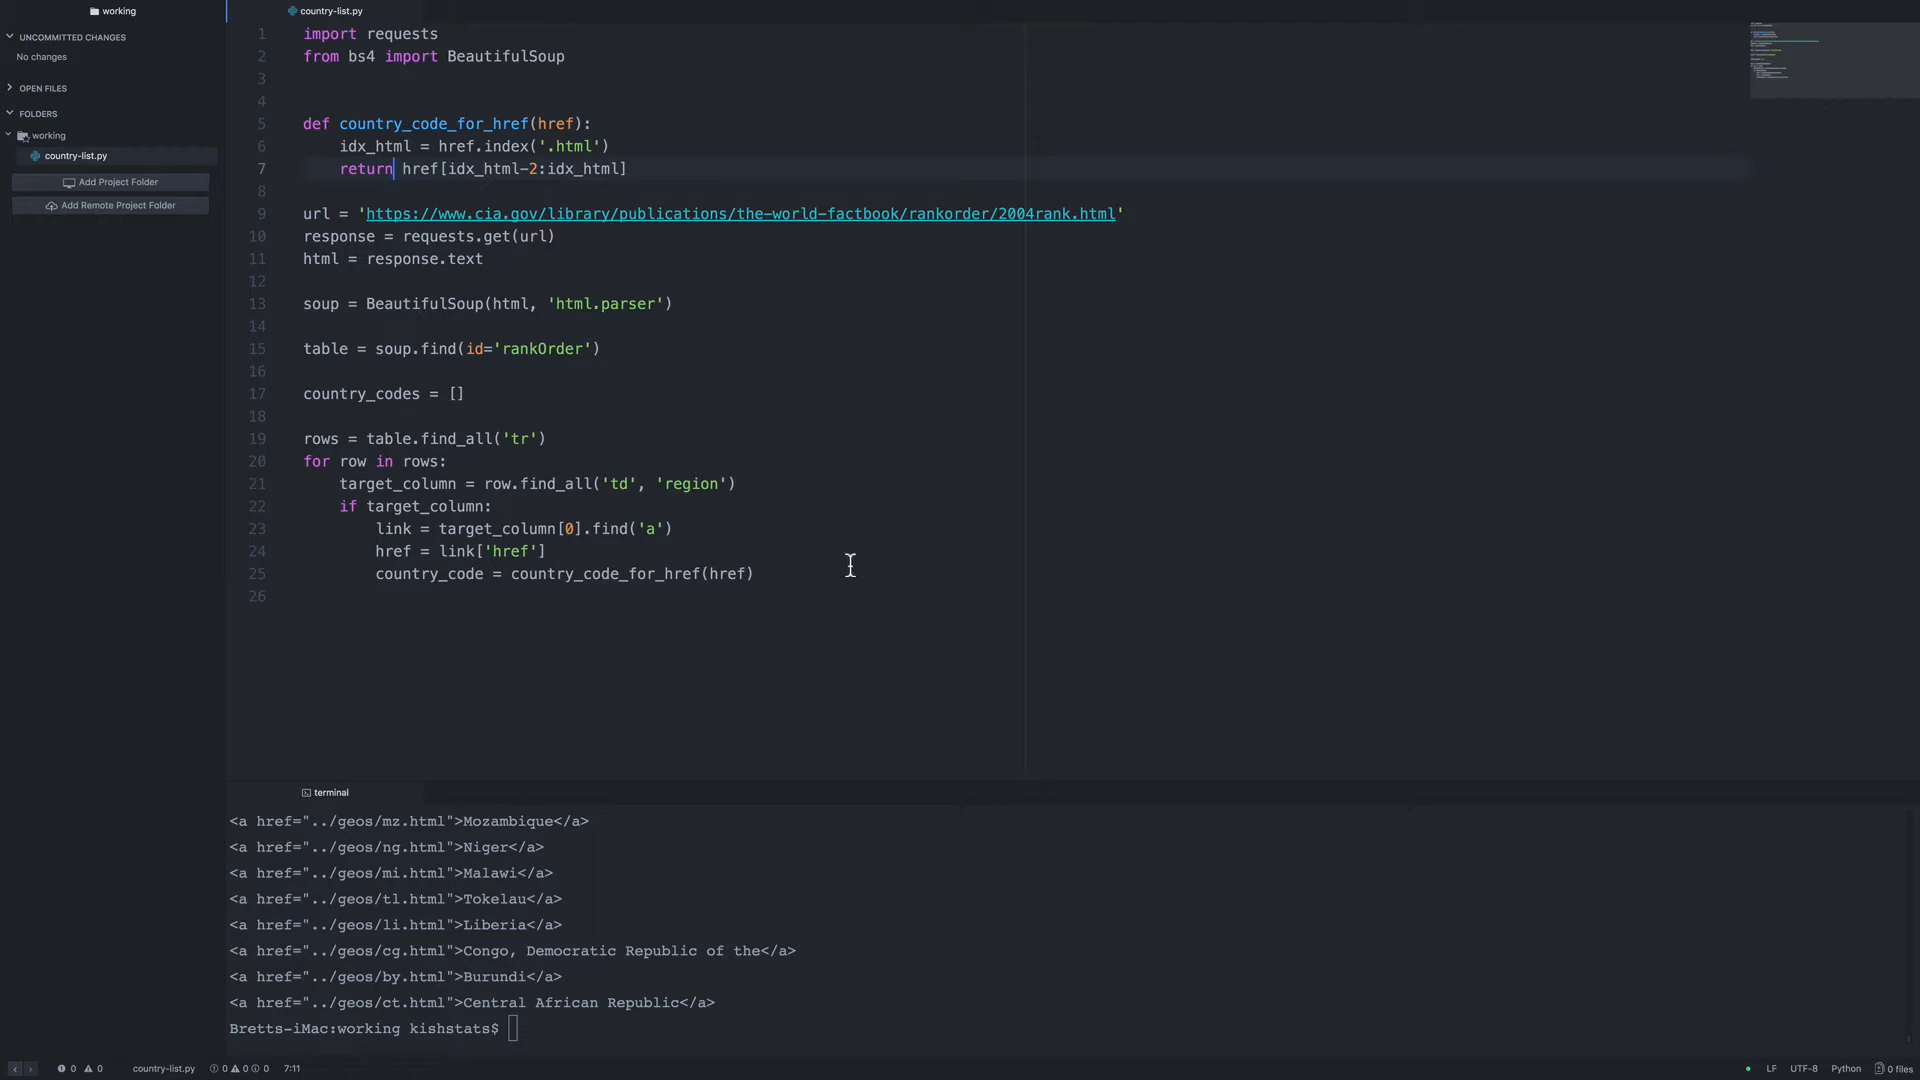 working
country-list.py
UNCOMMITTED CHANGES
No changes
OPEN FILES
FOLDERS
working
country-list.py
Add Project Folder
Add Remote Project Folder
1 import requests
2 from bs4 import BeautifulSoup
3
4
5 def country_code_for_href(href):
6     idx_html = href.index('.html')
7     return href[idx_html-2:idx_html]
8
9 url = 'https://www.cia.gov/library/publications/the-world-factbook/rankorder/2004rank.html'
10 response = requests.get(url)
11 html = response.text
12
13 soup = BeautifulSoup(html, 'html.parser')
14
15 table = soup.find(id='rankOrder')
16
17 country_codes = []
18
19 rows = table.find_all('tr')
20 for row in rows:
21     target_column = row.find_all('td', 'region')
22     if target_column:
23         link = target_column[0].find('a')
24         href = link['href']
25         country_code = country_code_for_href(href)
26
terminal
<a href="../geos/mz.html">Mozambique</a>
<a href="../geos/ng.html">Niger</a>
<a href="../geos/mi.html">Malawi</a>
<a href="../geos/tl.html">Tokelau</a>
<a href="../geos/li.html">Liberia</a>
<a href="../geos/cg.html">Congo, Democratic Republic of the</a>
<a href="../geos/by.html">Burundi</a>
<a href="../geos/ct.html">Central African Republic</a>
Bretts-iMac:working kishstats$
0 0 country-list.py 0 0 0 7:11 LF UTF-8 Python 0 files